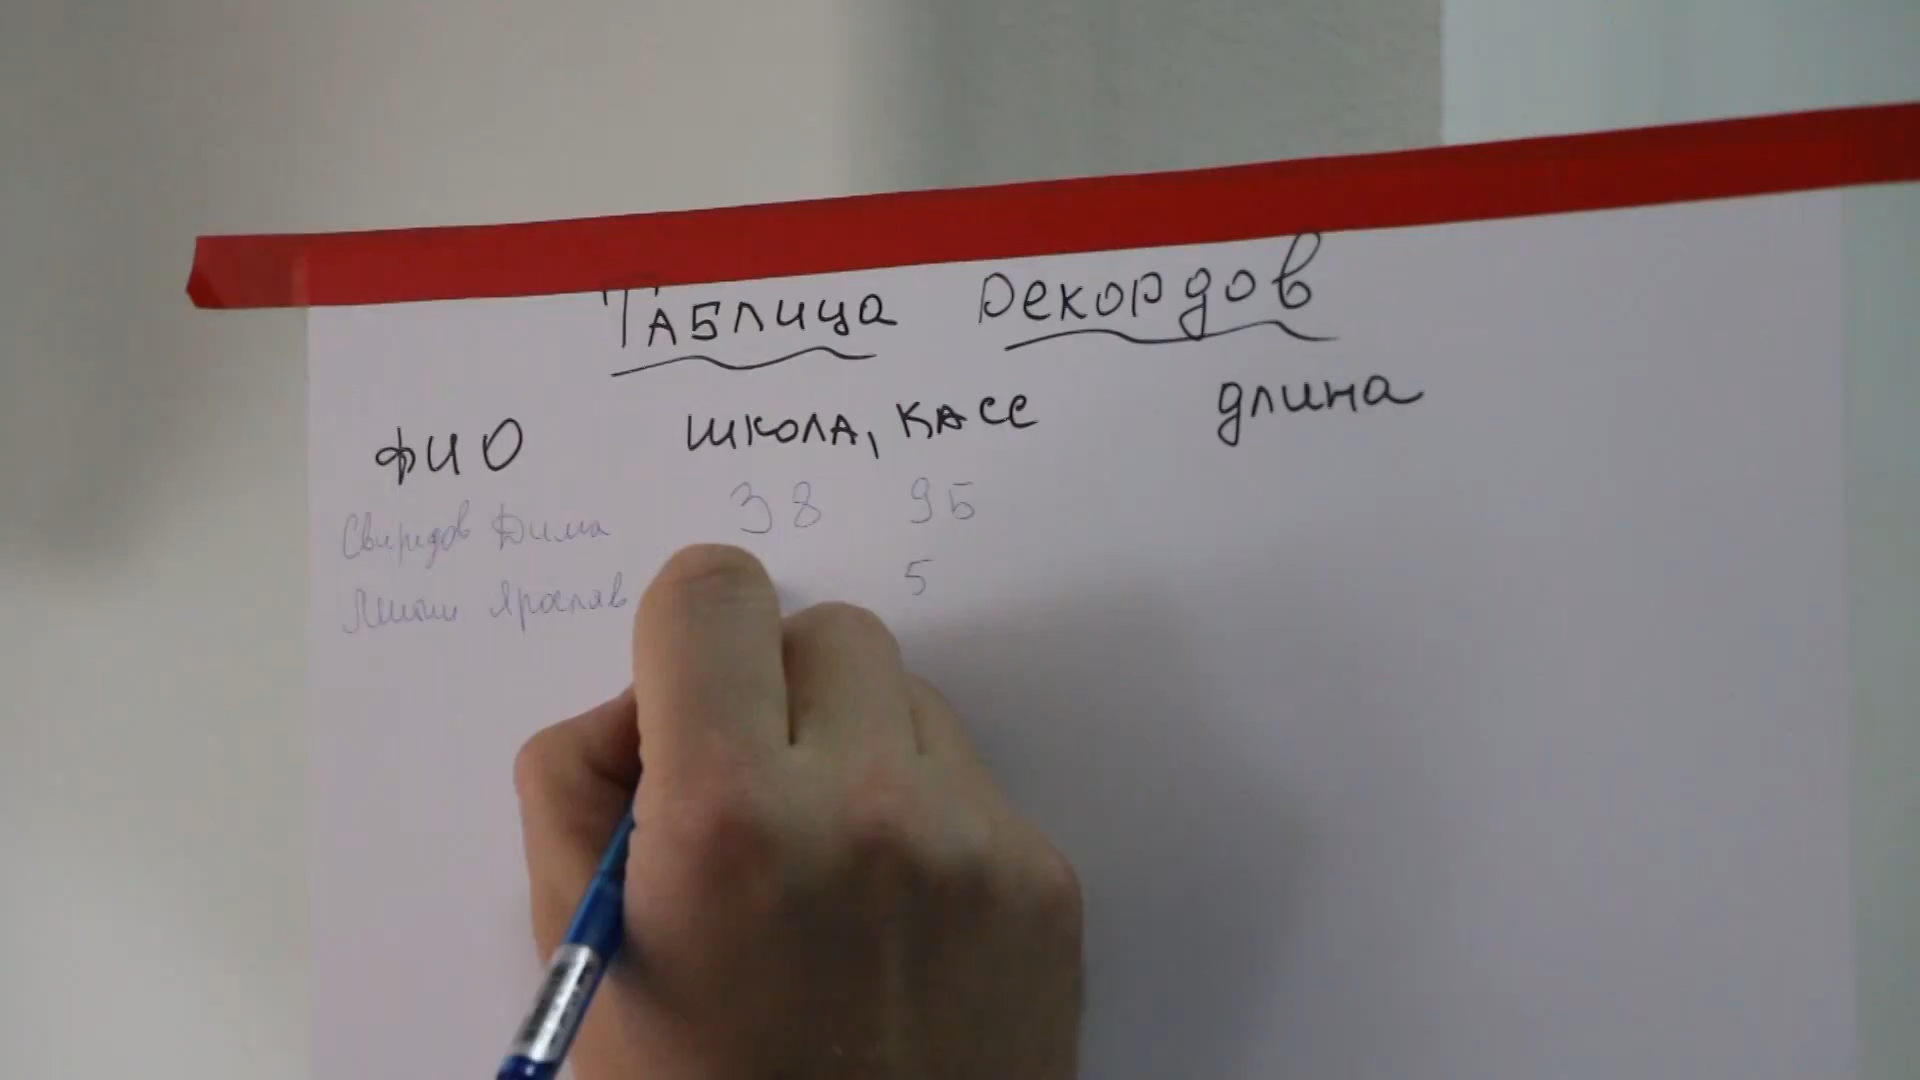 Таблица рекордов
ФИО школа, касс длина
Свиридов Дима 38 95
Ярослав 5